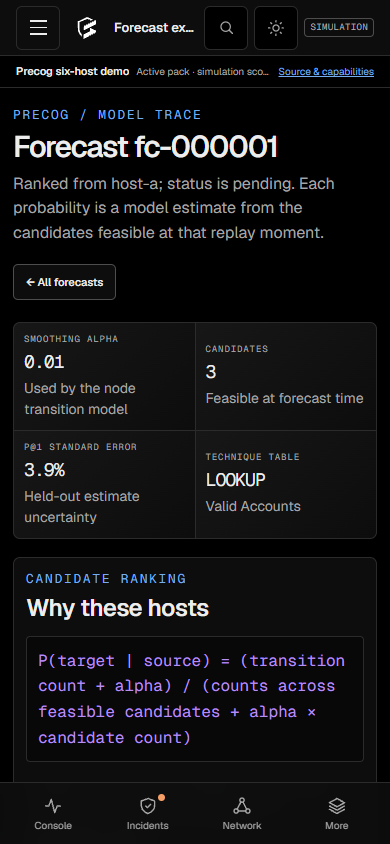 Forecast ex...
SIMULATION
Precog six-host demo Active pack · simulation sco... Source & capabilities
PRECOG / MODEL TRACE
Forecast fc-000001
Ranked from host-a; status is pending. Each
probability is a model estimate from the
candidates feasible at that replay moment.
← All forecasts
SMOOTHING ALPHA
0.01
Used by the node
transition model
CANDIDATES
3
Feasible at forecast time
P@1 STANDARD ERROR
3.9%
Held-out estimate
uncertainty
TECHNIQUE TABLE
LOOKUP
Valid Accounts
CANDIDATE RANKING
Why these hosts
P(target | source) = (transition
count + alpha) / (counts across
feasible candidates + alpha ×
candidate count)
Console Incidents Network More